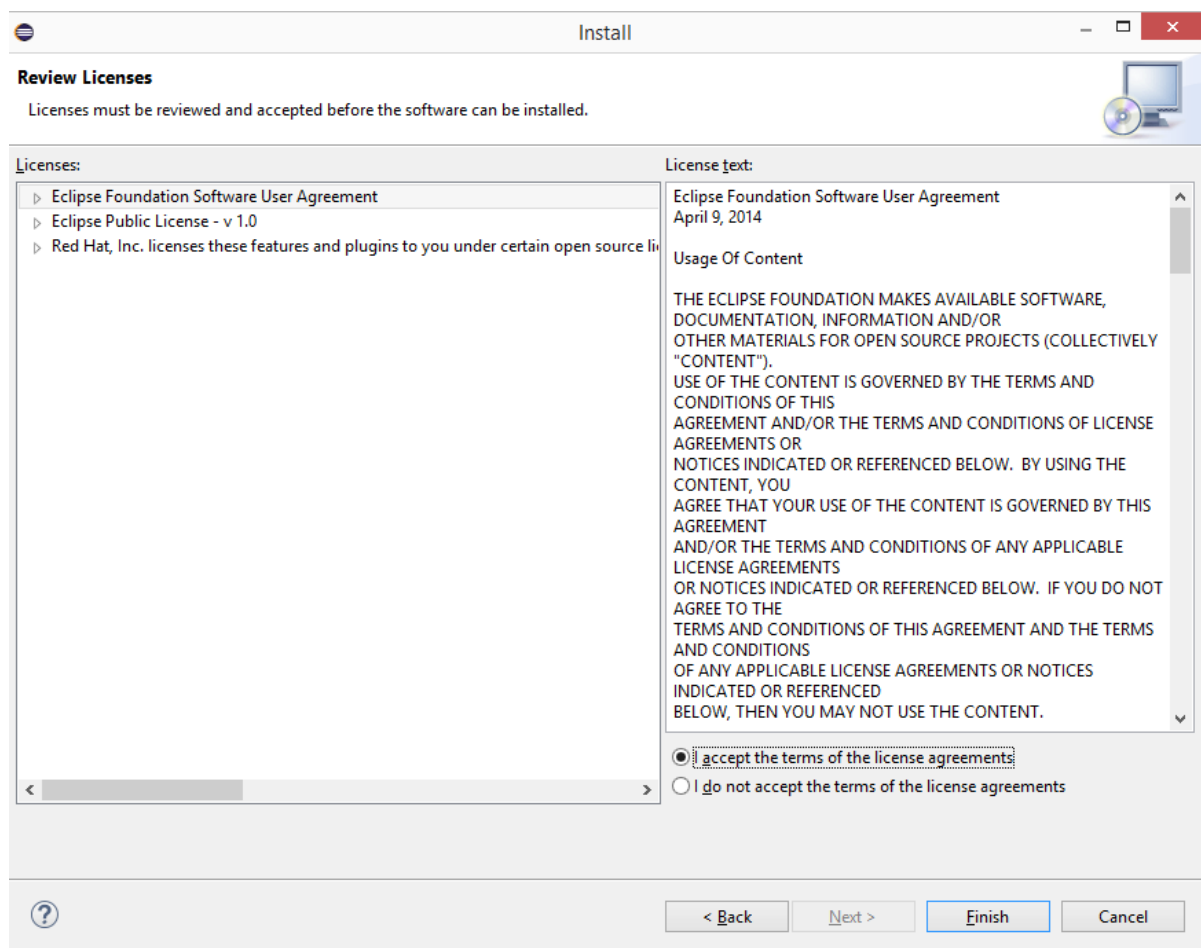 Install
Review Licenses
Licenses must be reviewed and accepted before the software can be installed.
Licenses:
Eclipse Foundation Software User Agreement
Eclipse Public License - v 1.0
Red Hat, Inc. licenses these features and plugins to you under certain open source li
License text:
Eclipse Foundation Software User Agreement
April 9, 2014
Usage Of Content
THE ECLIPSE FOUNDATION MAKES AVAILABLE SOFTWARE,
DOCUMENTATION, INFORMATION AND/OR
OTHER MATERIALS FOR OPEN SOURCE PROJECTS (COLLECTIVELY
"CONTENT").
USE OF THE CONTENT IS GOVERNED BY THE TERMS AND
CONDITIONS OF THIS
AGREEMENT AND/OR THE TERMS AND CONDITIONS OF LICENSE
AGREEMENTS OR
NOTICES INDICATED OR REFERENCED BELOW.  BY USING THE
CONTENT, YOU
AGREE THAT YOUR USE OF THE CONTENT IS GOVERNED BY THIS
AGREEMENT
AND/OR THE TERMS AND CONDITIONS OF ANY APPLICABLE
LICENSE AGREEMENTS
OR NOTICES INDICATED OR REFERENCED BELOW.  IF YOU DO NOT
AGREE TO THE
TERMS AND CONDITIONS OF THIS AGREEMENT AND THE TERMS
AND CONDITIONS
OF ANY APPLICABLE LICENSE AGREEMENTS OR NOTICES
INDICATED OR REFERENCED
BELOW, THEN YOU MAY NOT USE THE CONTENT.
I accept the terms of the license agreements
I do not accept the terms of the license agreements
< Back
Next >
Finish
Cancel